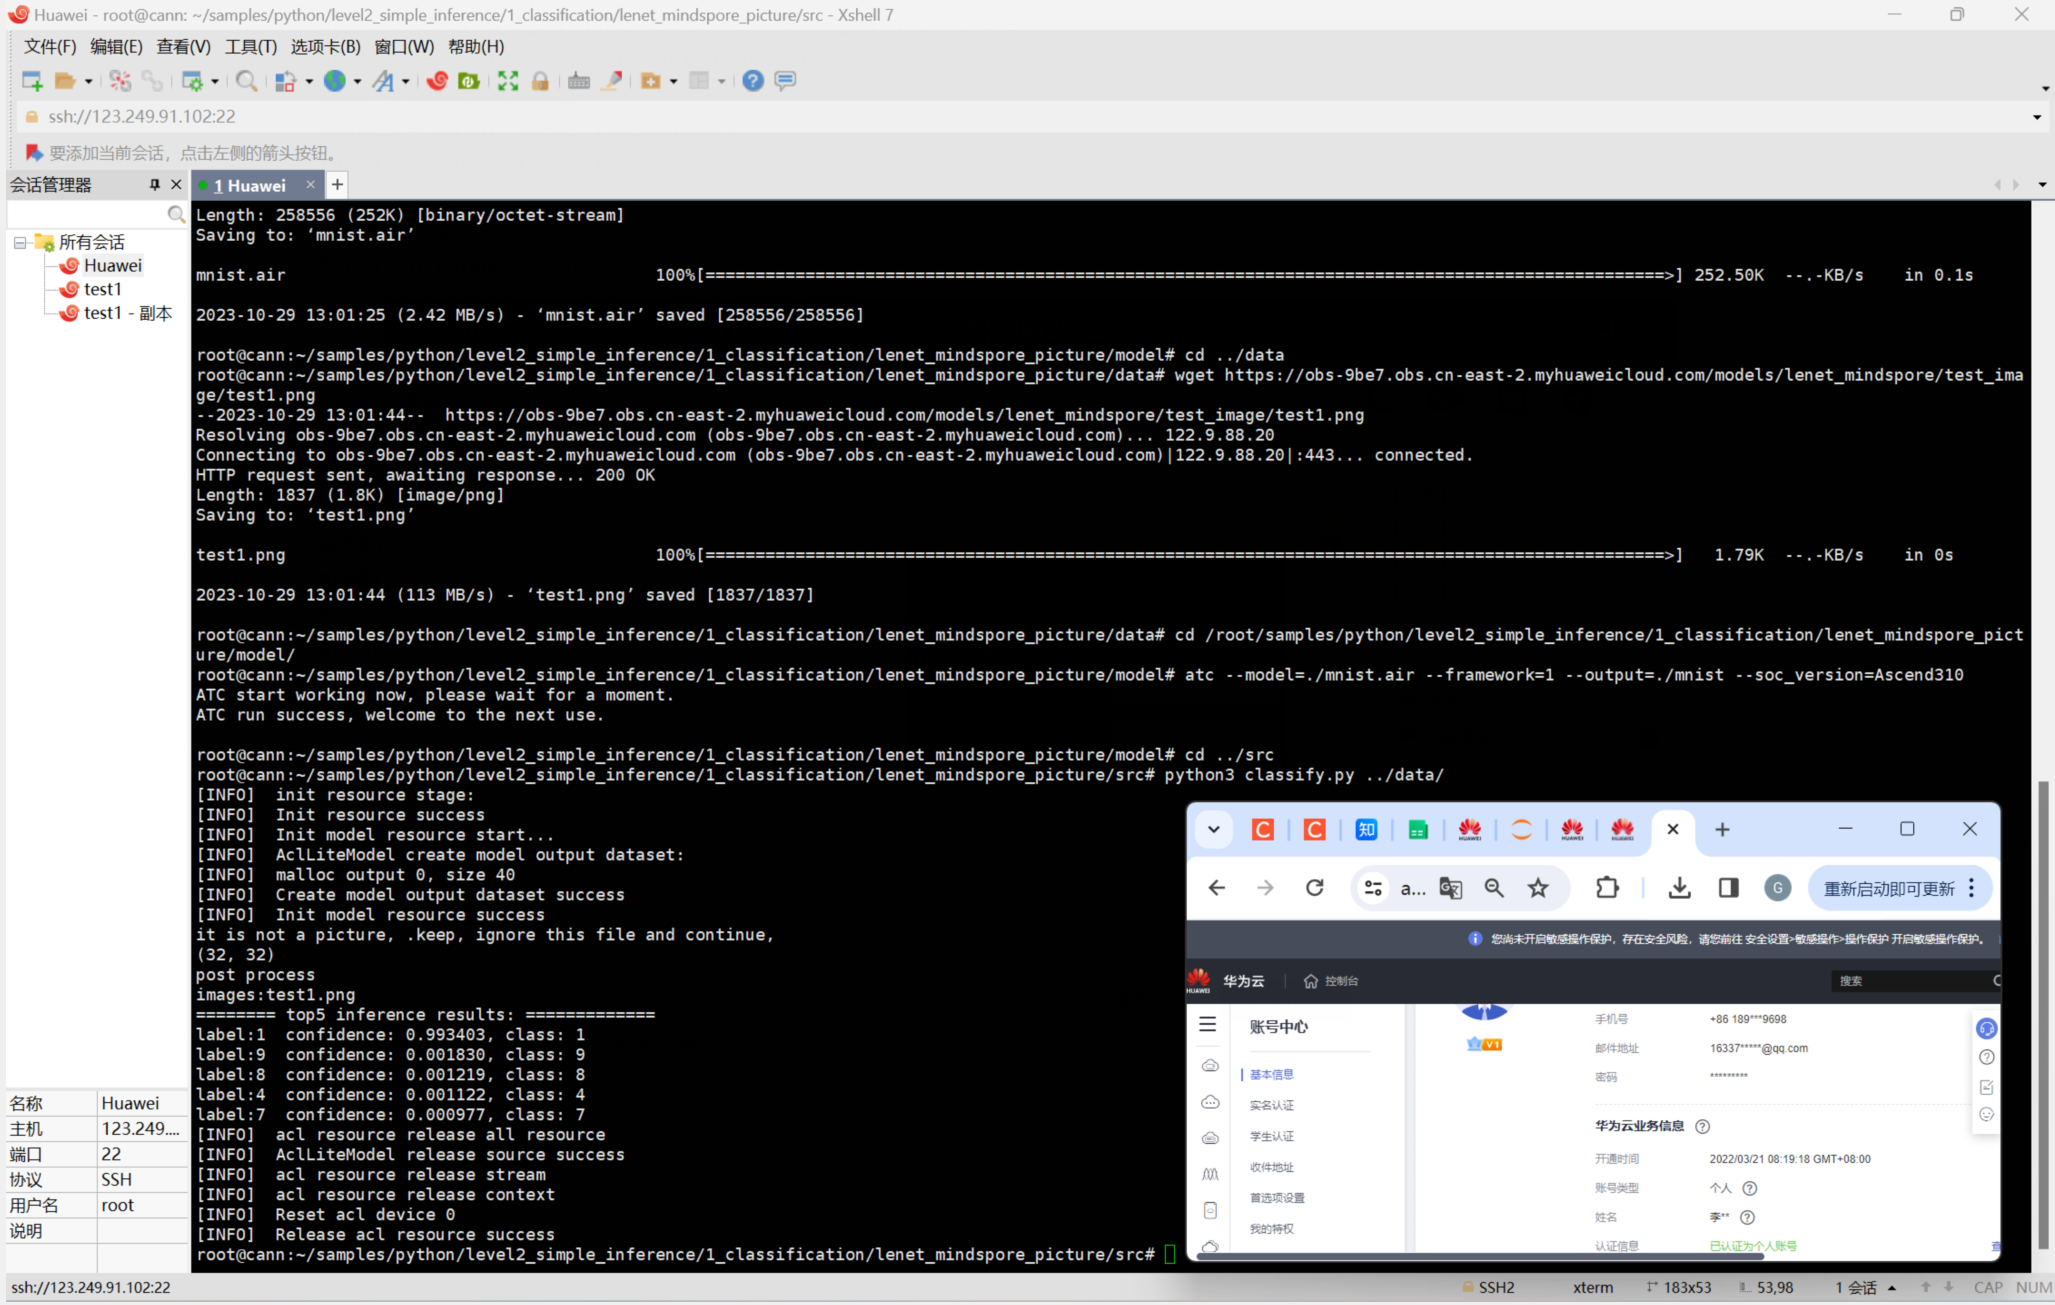 Huawei - root@cann: ~/samples/python/level2_simple_inference/1_classification/lenet_mindspore_picture/src - Xshell 7
文件(F) 编辑(E) 查看(V) 工具(T) 选项卡(B) 窗口(W) 帮助(H)
ssh://123.249.91.102:22
要添加当前会话，点击左侧的箭头按钮。
会话管理器
1 Huawei
所有会话
Huawei
test1
test1 - 副本
Length: 258556 (252K) [binary/octet-stream]
Saving to: ‘mnist.air’
mnist.air 100%[================================================================================================>] 252.50K --.-KB/s in 0.1s
2023-10-29 13:01:25 (2.42 MB/s) - ‘mnist.air’ saved [258556/258556]
root@cann:~/samples/python/level2_simple_inference/1_classification/lenet_mindspore_picture/model# cd ../data
root@cann:~/samples/python/level2_simple_inference/1_classification/lenet_mindspore_picture/data# wget https://obs-9be7.obs.cn-east-2.myhuaweicloud.com/models/lenet_mindspore/test_ima
ge/test1.png
--2023-10-29 13:01:44--  https://obs-9be7.obs.cn-east-2.myhuaweicloud.com/models/lenet_mindspore/test_image/test1.png
Resolving obs-9be7.obs.cn-east-2.myhuaweicloud.com (obs-9be7.obs.cn-east-2.myhuaweicloud.com)... 122.9.88.20
Connecting to obs-9be7.obs.cn-east-2.myhuaweicloud.com (obs-9be7.obs.cn-east-2.myhuaweicloud.com)|122.9.88.20|:443... connected.
HTTP request sent, awaiting response... 200 OK
Length: 1837 (1.8K) [image/png]
Saving to: ‘test1.png’
test1.png 100%[================================================================================================>] 1.79K --.-KB/s in 0s
2023-10-29 13:01:44 (113 MB/s) - ‘test1.png’ saved [1837/1837]
root@cann:~/samples/python/level2_simple_inference/1_classification/lenet_mindspore_picture/data# cd /root/samples/python/level2_simple_inference/1_classification/lenet_mindspore_pict
ure/model/
root@cann:~/samples/python/level2_simple_inference/1_classification/lenet_mindspore_picture/model# atc --model=./mnist.air --framework=1 --output=./mnist --soc_version=Ascend310
ATC start working now, please wait for a moment.
ATC run success, welcome to the next use.
root@cann:~/samples/python/level2_simple_inference/1_classification/lenet_mindspore_picture/model# cd ../src
root@cann:~/samples/python/level2_simple_inference/1_classification/lenet_mindspore_picture/src# python3 classify.py ../data/
[INFO]  init resource stage:
[INFO]  Init resource success
[INFO]  Init model resource start...
[INFO]  AclLiteModel create model output dataset:
[INFO]  malloc output 0, size 40
[INFO]  Create model output dataset success
[INFO]  Init model resource success
it is not a picture, .keep, ignore this file and continue,
(32, 32)
post process
images:test1.png
======== top5 inference results: =============
label:1  confidence: 0.993403, class: 1
label:9  confidence: 0.001830, class: 9
label:8  confidence: 0.001219, class: 8
label:4  confidence: 0.001122, class: 4
label:7  confidence: 0.000977, class: 7
[INFO]  acl resource release all resource
[INFO]  AclLiteModel release source success
[INFO]  acl resource release stream
[INFO]  acl resource release context
[INFO]  Reset acl device 0
[INFO]  Release acl resource success
root@cann:~/samples/python/level2_simple_inference/1_classification/lenet_mindspore_picture/src#
名称 Huawei
主机 123.249....
端口 22
协议 SSH
用户名 root
说明
C C 知 HUAWEI HUAWEI HUAWEI
a... G 重新启动即可更新
您尚未开启敏感操作保护，存在安全风险，请您前往 安全设置>敏感操作>操作保护 开启敏感操作保护。
HUAWEI 华为云 控制台 搜索
账号中心
基本信息
实名认证
学生认证
收件地址
首选项设置
我的特权
V1
手机号 +86 189***9698
邮件地址 16337*****@qq.com
密码 *********
华为云业务信息
开通时间 2022/03/21 08:19:18 GMT+08:00
账号类型 个人
姓名 李**
认证信息 已认证为个人账号
ssh://123.249.91.102:22 SSH2 xterm 183x53 53,98 1 会话 CAP NUM